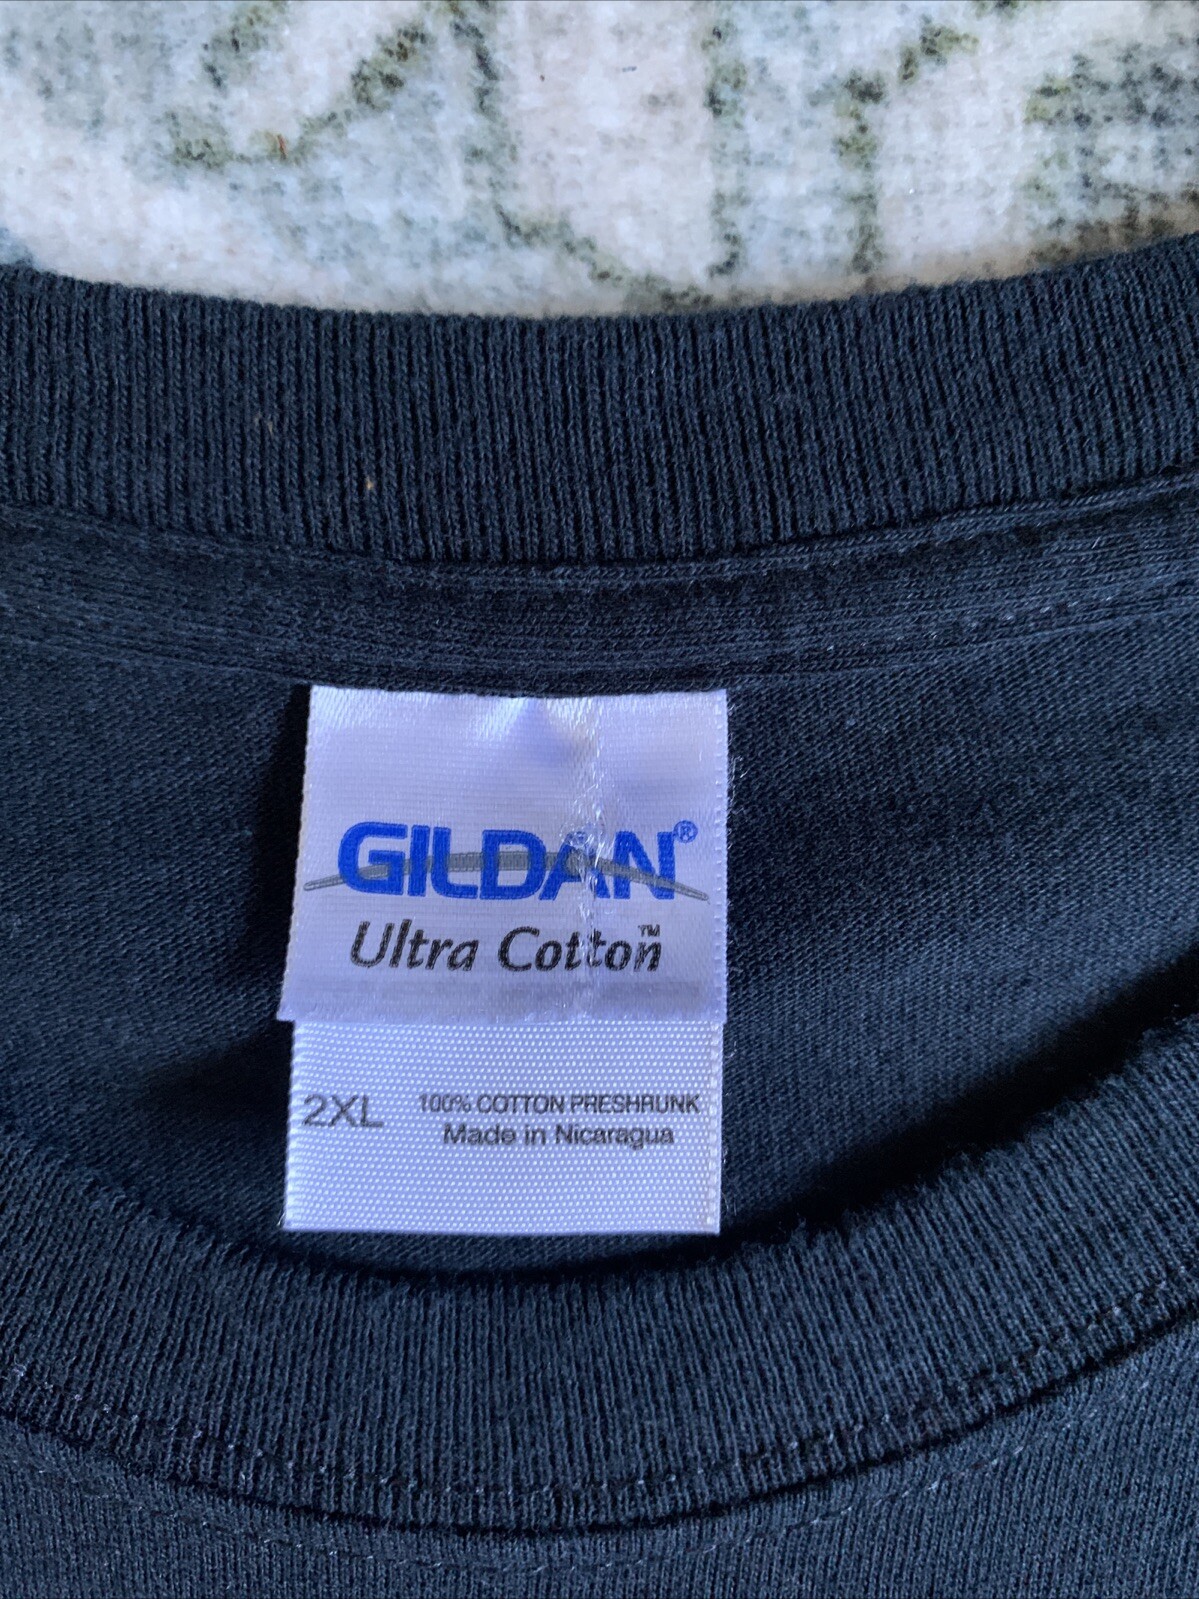 GILDAN®
Ultra Cotton™
2XL 100% COTTON PRESHRUNK
Made in Nicaragua